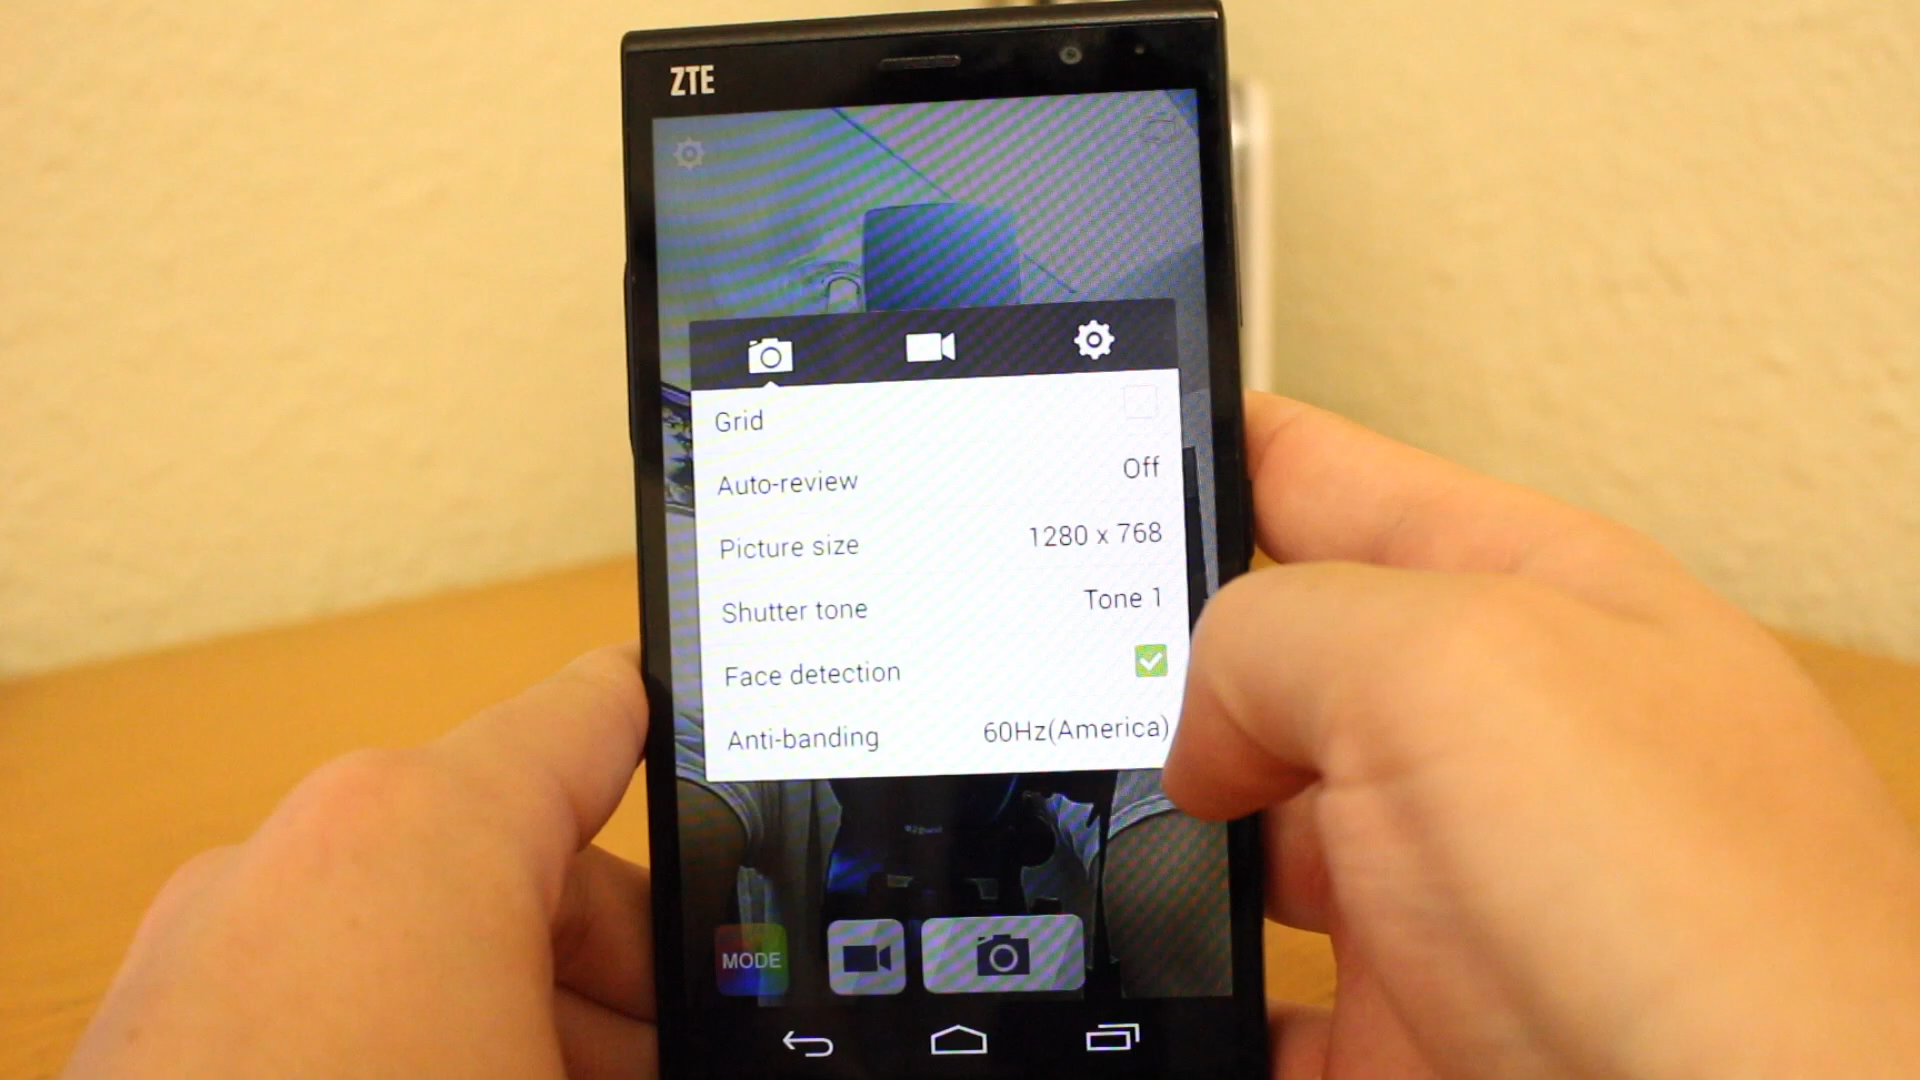 ZTE
Grid
Auto-review Off
Picture size 1280 x 768
Shutter tone Tone 1
Face detection
Anti-banding 60Hz(America)
MODE